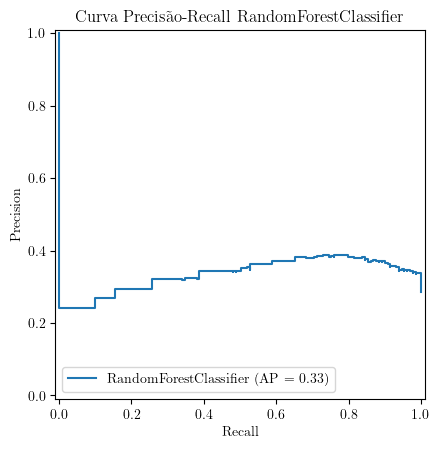 Curva Precisão-Recall RandomForestClassifier
1.0
0.8
0.6
0.4
0.2
0.0
Precision
RandomForestClassifier (AP = 0.33)
0.0 0.2 0.4 0.6 0.8 1.0
Recall